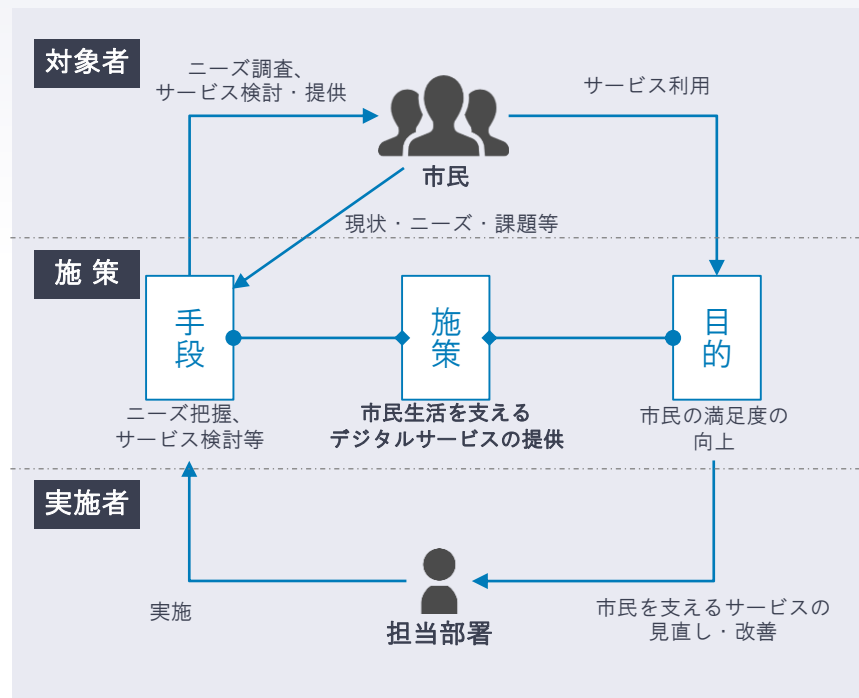 対象者
ニーズ調査、
サービス検討・提供
サービス利用
市民
現状・ニーズ・課題等
施 策
手段
施策
目的
ニーズ把握、
サービス検討等
市民生活を支える
デジタルサービスの提供
市民の満足度の
向上
実施者
実施
担当部署
市民を支えるサービスの
見直し・改善